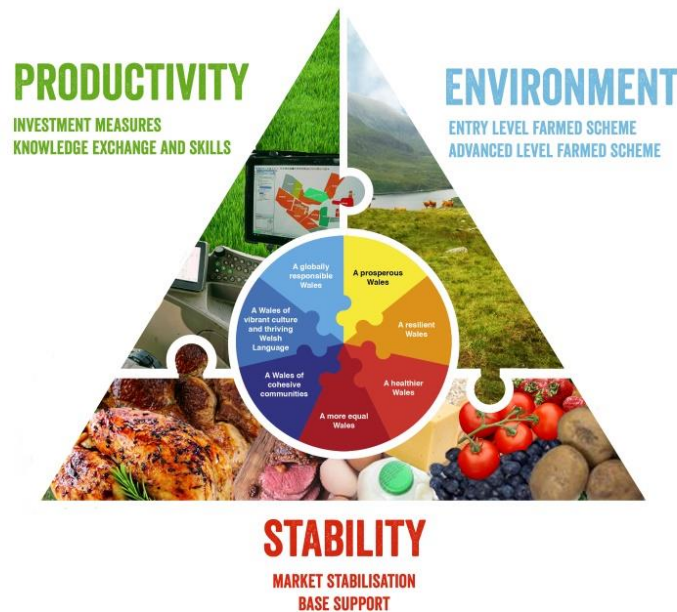 PRODUCTIVITY
INVESTMENT MEASURES
KNOWLEDGE EXCHANGE AND SKILLS
ENVIRONMENT
ENTRY LEVEL FARMED SCHEME
ADVANCED LEVEL FARMED SCHEME
A globally
responsible
Wales
A prosperous
Wales
A Wales of
vibrant culture
and thriving
Welsh
Language
A resilient
Wales
A Wales of
cohesive
communities
A healthier
Wales
A more equal
Wales
STABILITY
MARKET STABILISATION
BASE SUPPORT